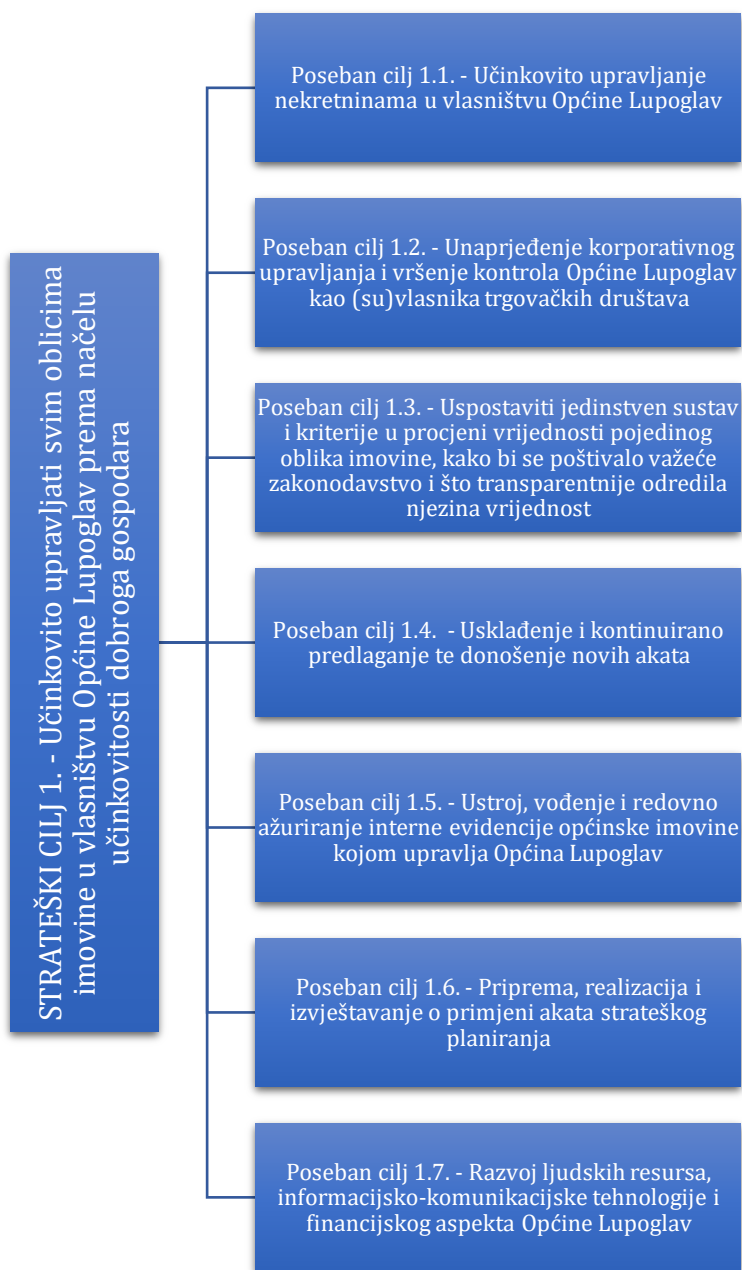 STRATEŠKI CILJ 1. - Učinkovito upravljati svim oblicima
imovine u vlasništvu Općine Lupoglav prema načelu
učinkovitosti dobroga gospodara
Poseban cilj 1.1. - Učinkovito upravljanje
nekretninama u vlasništvu Općine Lupoglav
Poseban cilj 1.2. - Unaprjeđenje korporativnog
upravljanja i vršenje kontrola Općine Lupoglav
kao (su)vlasnika trgovačkih društava
Poseban cilj 1.3. - Uspostaviti jedinstven sustav
i kriterije u procjeni vrijednosti pojedinog
oblika imovine, kako bi se poštivalo važeće
zakonodavstvo i što transparentnije odredila
njezina vrijednost
Poseban cilj 1.4. - Usklađenje i kontinuirano
predlaganje te donošenje novih akata
Poseban cilj 1.5. - Ustroj, vođenje i redovno
ažuriranje interne evidencije općinske imovine
kojom upravlja Općina Lupoglav
Poseban cilj 1.6. - Priprema, realizacija i
izvještavanje o primjeni akata strateškog
planiranja
Poseban cilj 1.7. - Razvoj ljudskih resursa,
informacijsko-komunikacijske tehnologije i
financijskog aspekta Općine Lupoglav